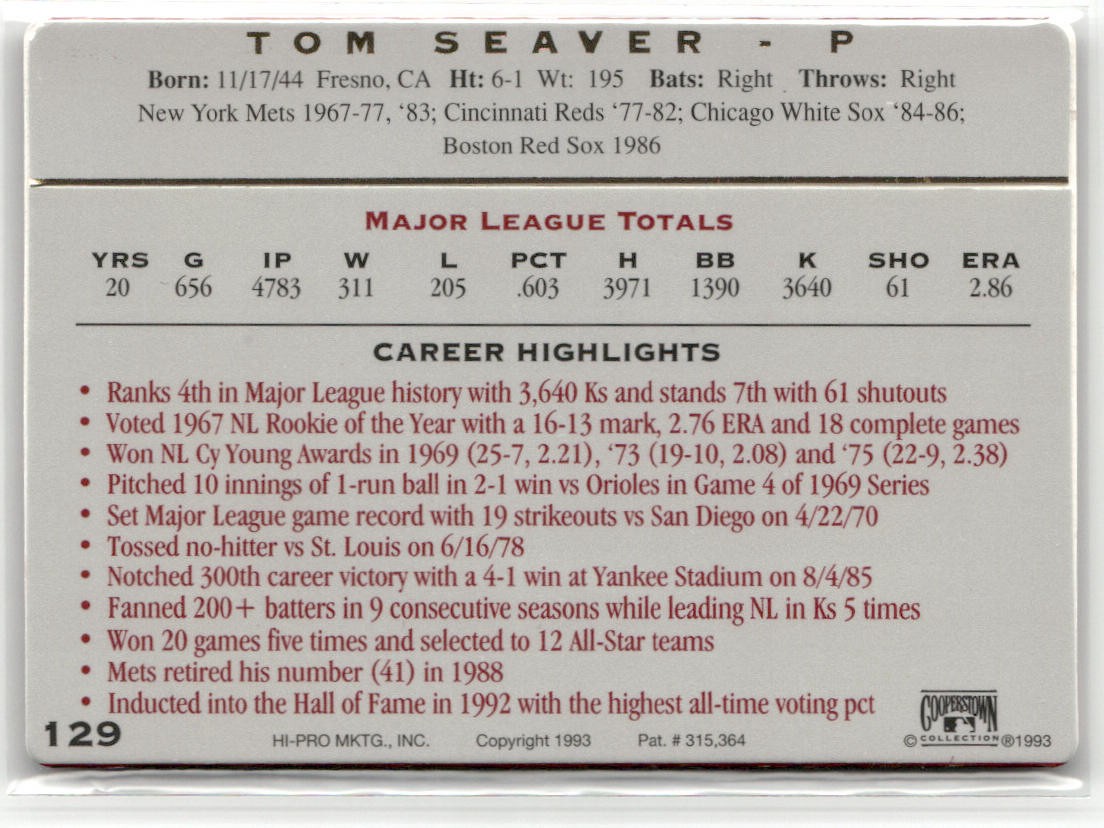 TOM SEAVER - P
Born: 11/17/44 Fresno, CA Ht: 6-1 Wt: 195 Bats: Right Throws: Right
New York Mets 1967-77, ‘83; Cincinnati Reds ‘77-82; Chicago White Sox ‘84-86;
Boston Red Sox 1986
MAJOR LEAGUE TOTALS
YRS G IP W L PCT H BB K SHO ERA
20 656 4783 311 205 .603 3971 1390 3640 61 2.86
CAREER HIGHLIGHTS
• Ranks 4th in Major League history with 3,640 Ks and stands 7th with 61 shutouts
• Voted 1967 NL Rookie of the Year with a 16-13 mark, 2.76 ERA and 18 complete games
• Won NL Cy Young Awards in 1969 (25-7, 2.21), ‘73 (19-10, 2.08) and ‘75 (22-9, 2.38)
• Pitched 10 innings of 1-run ball in 2-1 win vs Orioles in Game 4 of 1969 Series
• Set Major League game record with 19 strikeouts vs San Diego on 4/22/70
• Tossed no-hitter vs St. Louis on 6/16/78
• Notched 300th career victory with a 4-1 win at Yankee Stadium on 8/4/85
• Fanned 200+ batters in 9 consecutive seasons while leading NL in Ks 5 times
• Won 20 games five times and selected to 12 All-Star teams
• Mets retired his number (41) in 1988
• Inducted into the Hall of Fame in 1992 with the highest all-time voting pct
COOPERSTOWN
129 HI-PRO MKTG., INC. Copyright 1993 Pat. # 315,364 © COLLECTION ®1993